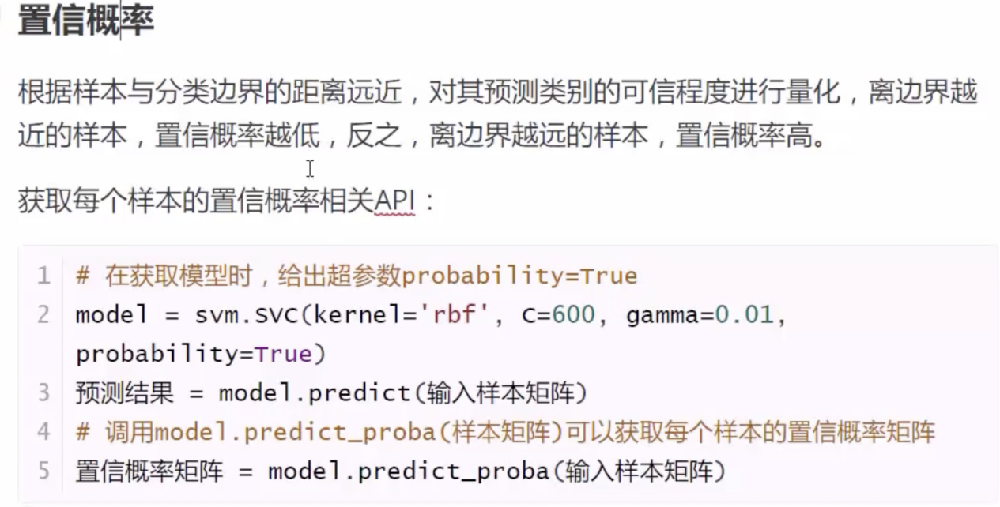 置信概率
根据样本与分类边界的距离远近，对其预测类别的可信程度进行量化，离边界越
近的样本，置信概率越低，反之，离边界越远的样本，置信概率高。
获取每个样本的置信概率相关API：
1 # 在获取模型时，给出超参数probability=True
2 model = svm.SVC(kernel='rbf', C=600, gamma=0.01,
probability=True)
3 预测结果 = model.predict(输入样本矩阵)
4 # 调用model.predict_proba(样本矩阵)可以获取每个样本的置信概率矩阵
5 置信概率矩阵 = model.predict_proba(输入样本矩阵)